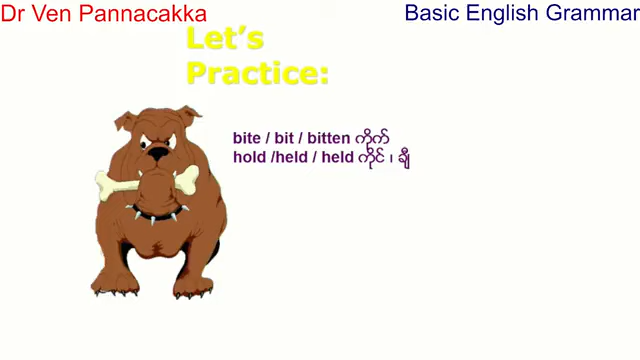 Dr Ven Pannacakka
Basic English Grammar
Let's
Practice:
bite / bit / bitten ကိုက်
hold /held / held ကိုင် ၊ ချီ